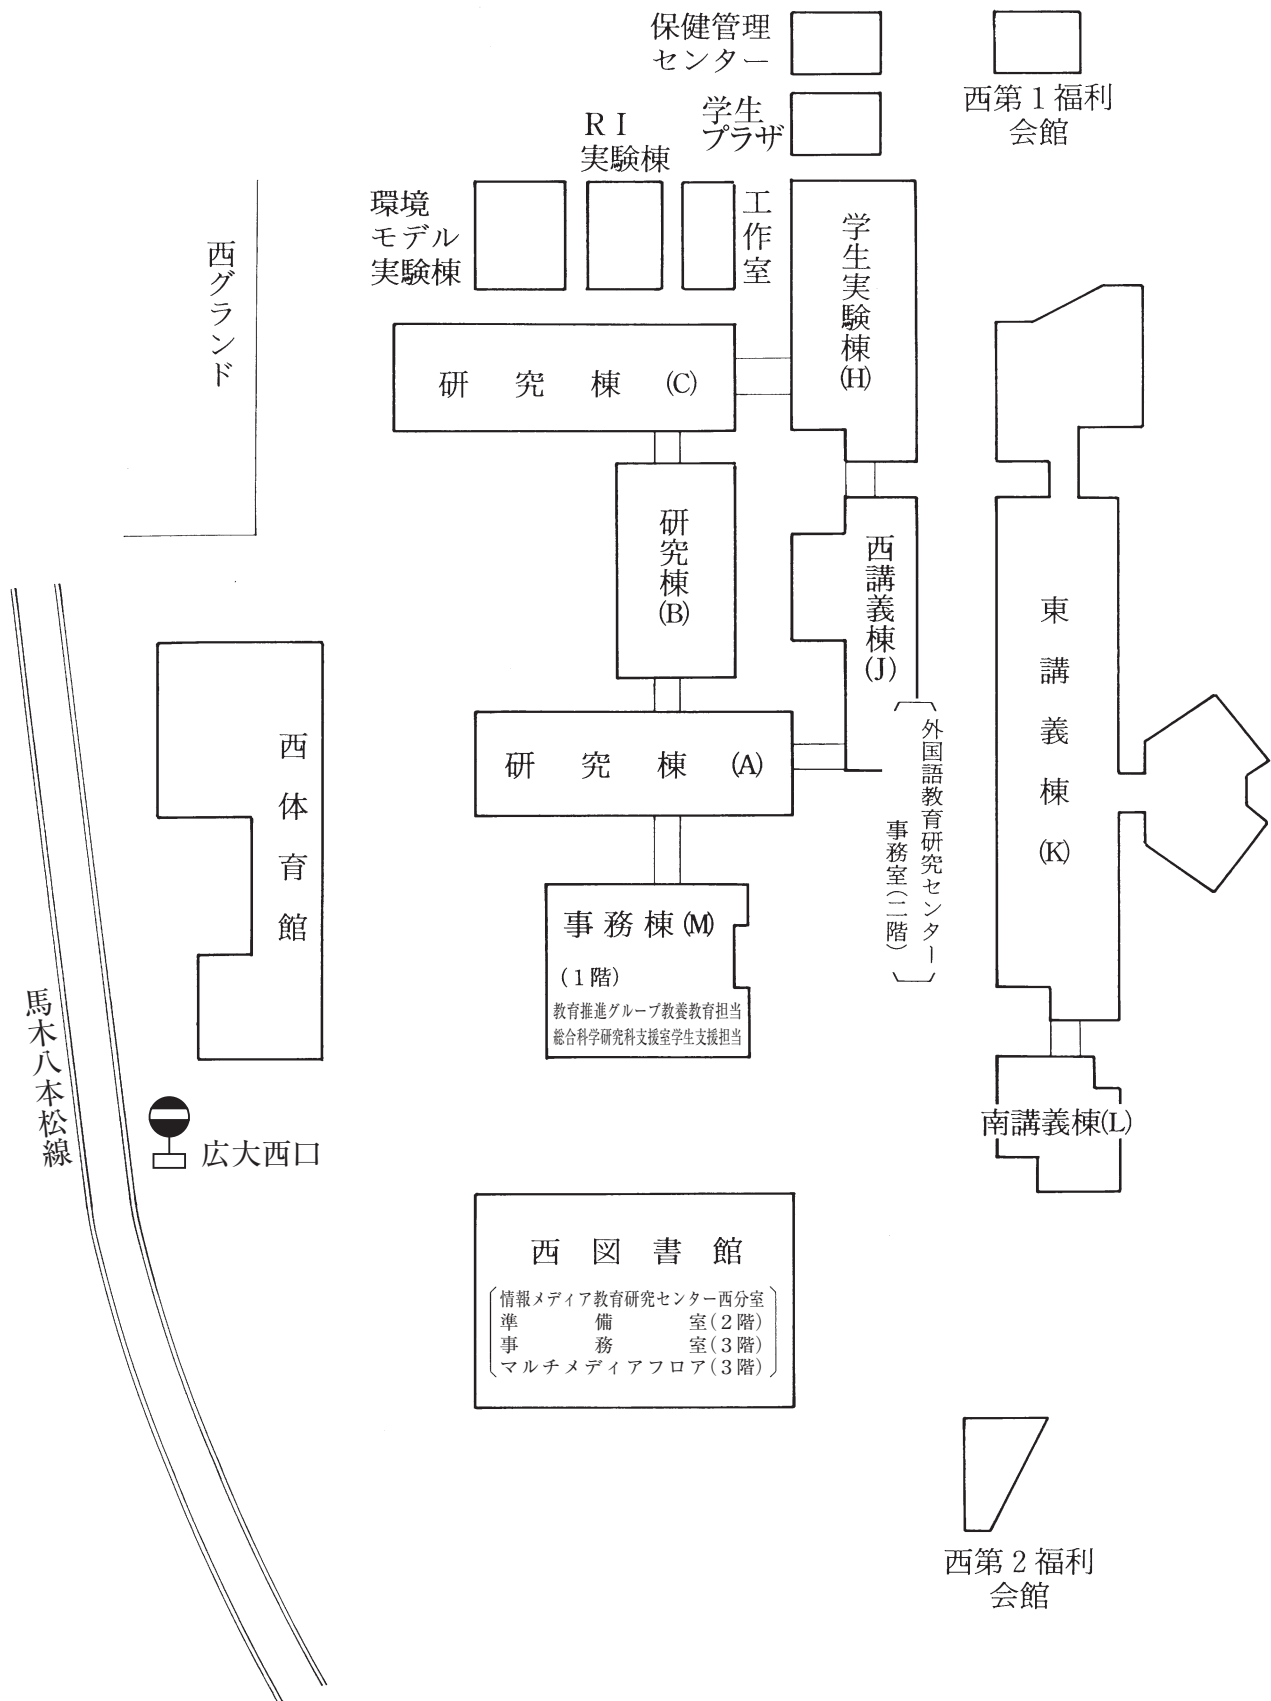 保健管理
センター
西第1福利
会館
学生
プラザ
RI
実験棟
環境
モデル
実験棟
工作室
学生実験棟(H)
西グランド
研究棟(C)
研究棟(B)
西講義棟(J)
外国語教育研究センター
事務室(二階)
東講義棟(K)
研究棟(A)
西体育館
事務棟(M)
(1階)
教育推進グループ教養教育担当
総合科学研究科支援室学生支援担当
馬木八本松線
広大西口
南講義棟(L)
西図書館
情報メディア教育研究センター西分室
準備室(2階)
事務室(3階)
マルチメディアフロア(3階)
西第2福利
会館